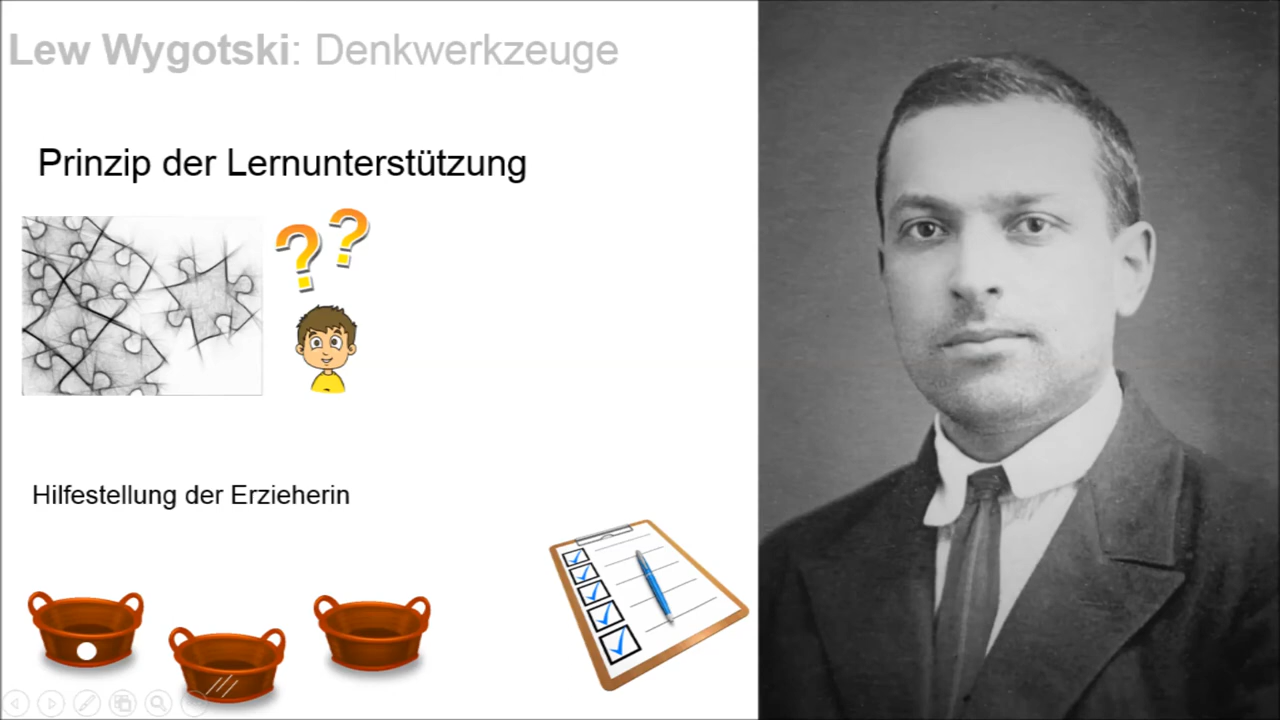 Lew Wygotski: Denkwerkzeuge
Prinzip der Lernunterstützung
??
Hilfestellung der Erzieherin